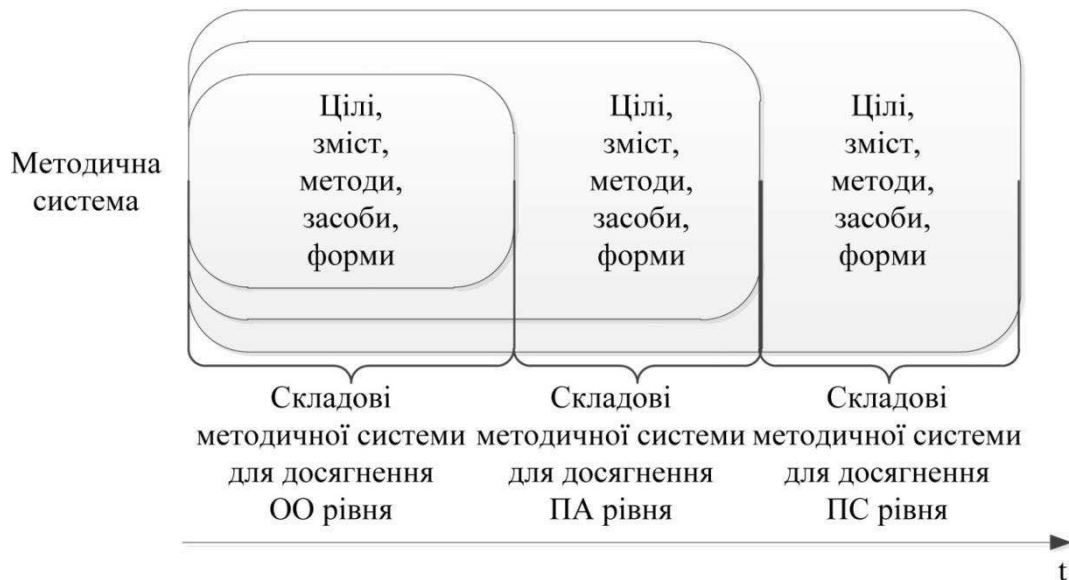 Методична
система
Цілі,
зміст,
методи,
засоби,
форми
Цілі,
зміст,
методи,
засоби,
форми
Цілі,
зміст,
методи,
засоби,
форми
Складові
методичної системи
для досягнення
ОО рівня
Складові
методичної системи
для досягнення
ПА рівня
Складові
методичної системи
для досягнення
ПС рівня
t